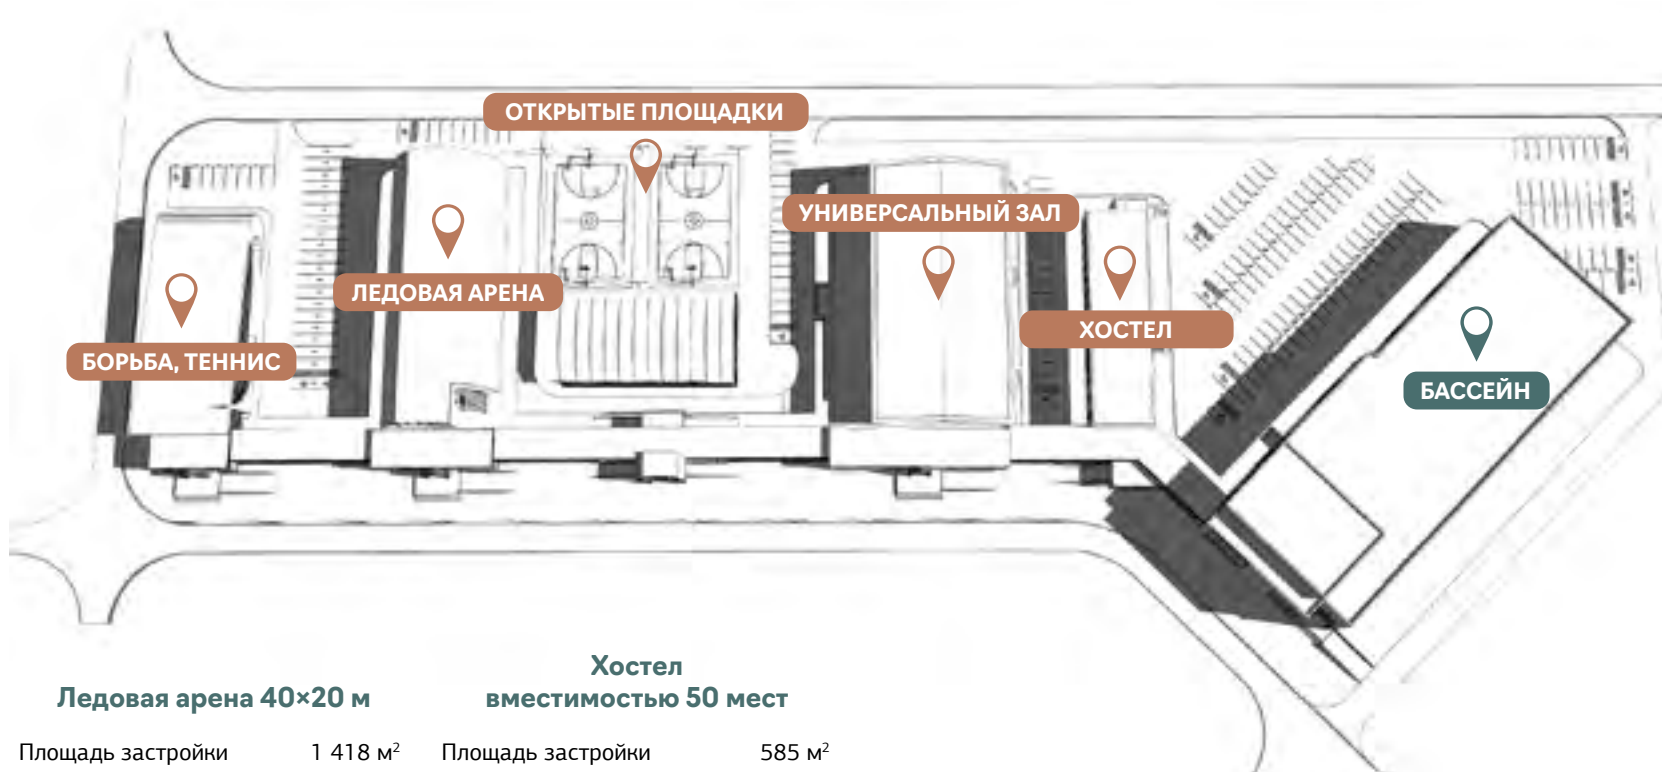 ОТКРЫТЫЕ ПЛОЩАДКИ
УНИВЕРСАЛЬНЫЙ ЗАЛ
ЛЕДОВАЯ АРЕНА
ХОСТЕЛ
БОРЬБА, ТЕННИС
БАССЕЙН
Ледовая арена 40×20 м
Площадь застройки 1 418 м²
Хостел
вместимостью 50 мест
Площадь застройки 585 м²